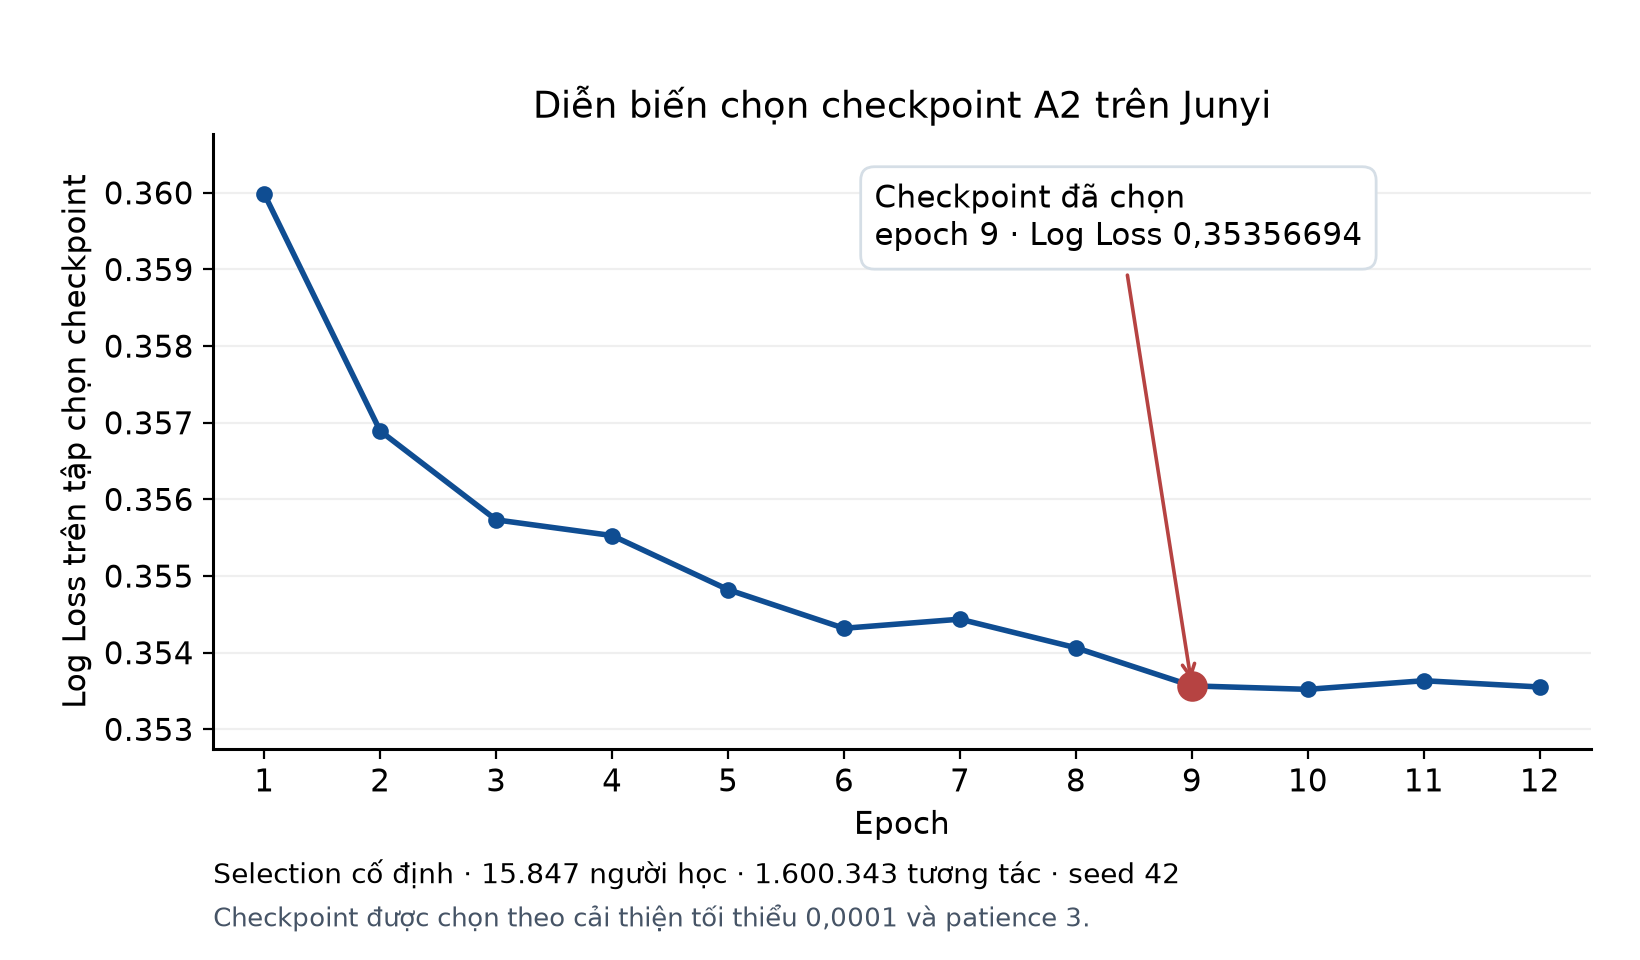 Diễn biến chọn checkpoint A2 trên Junyi
Log Loss trên tập chọn checkpoint
0.360
0.359
0.358
0.357
0.356
0.355
0.354
0.353
Checkpoint đã chọn
epoch 9 · Log Loss 0,35356694
1 2 3 4 5 6 7 8 9 10 11 12
Epoch
Selection cố định · 15.847 người học · 1.600.343 tương tác · seed 42
Checkpoint được chọn theo cải thiện tối thiểu 0,0001 và patience 3.